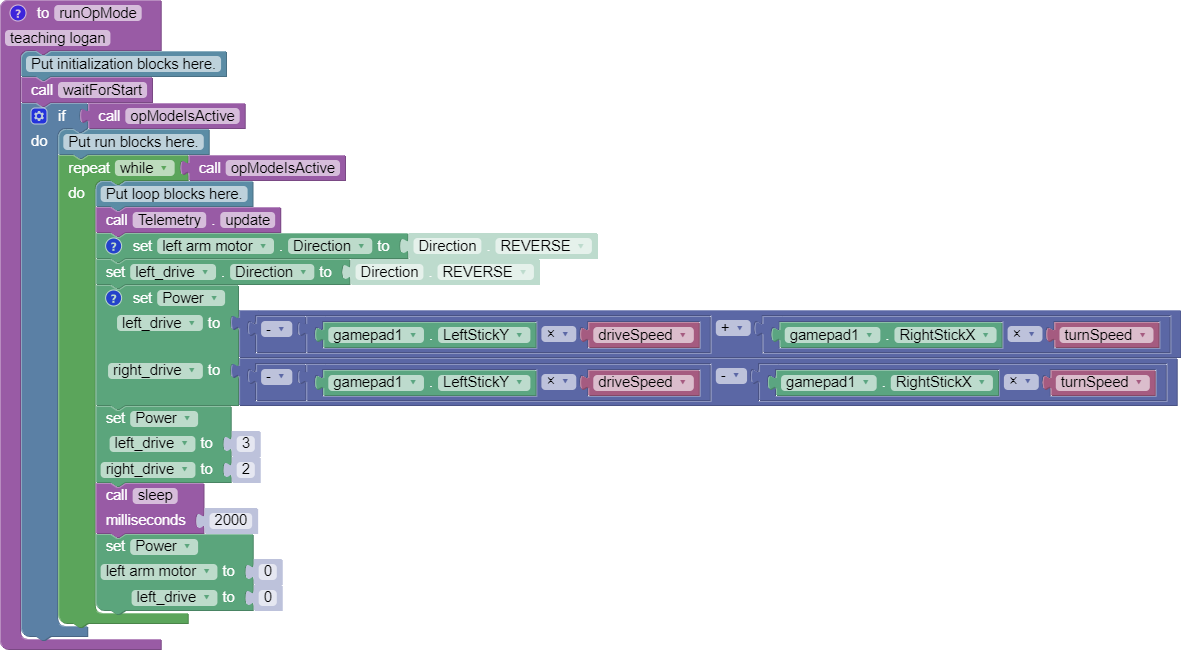 ? to runOpMode
teaching logan
Put initialization blocks here.
call waitForStart
if call opModeIsActive
do Put run blocks here.
repeat while call opModeIsActive
do Put loop blocks here.
call Telemetry . update
? set left arm motor . Direction to Direction . REVERSE
set left_drive . Direction to Direction . REVERSE
? set Power
left_drive to - gamepad1 . LeftStickY × driveSpeed + gamepad1 . RightStickX × turnSpeed
right_drive to - gamepad1 . LeftStickY × driveSpeed - gamepad1 . RightStickX × turnSpeed
set Power
left_drive to 3
right_drive to 2
call sleep
milliseconds 2000
set Power
left arm motor to 0
left_drive to 0